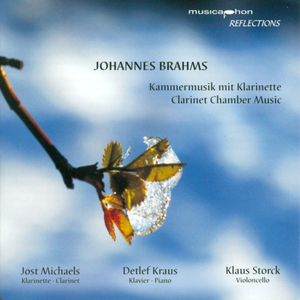 musicaphon
REFLECTIONS
JOHANNES BRAHMS
Kammermusik mit Klarinette
Clarinet Chamber Music
Jost Michaels
Klarinette · Clarinet
Detlef Kraus
Klavier · Piano
Klaus Storck
Violoncello